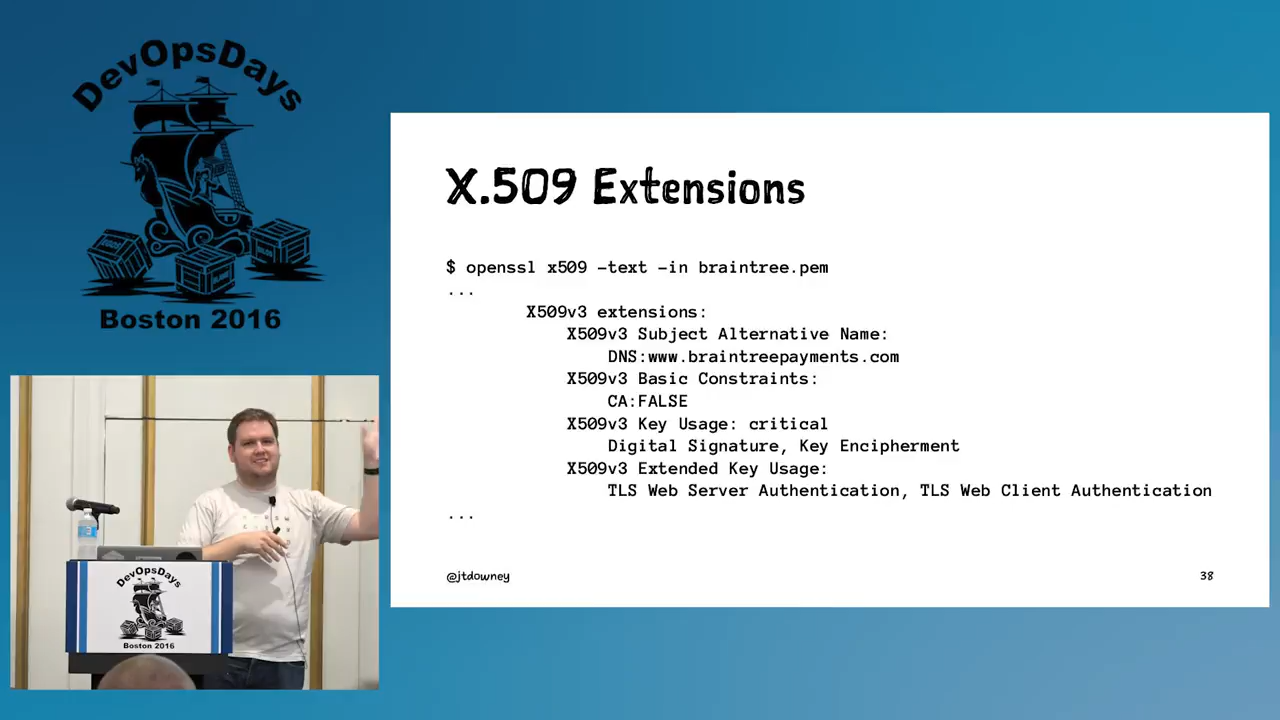 DevOpsDays
Boston 2016
X.509 Extensions
$ openssl x509 -text -in braintree.pem
...
X509v3 extensions:
X509v3 Subject Alternative Name:
DNS:www.braintreepayments.com
X509v3 Basic Constraints:
CA:FALSE
X509v3 Key Usage: critical
Digital Signature, Key Encipherment
X509v3 Extended Key Usage:
TLS Web Server Authentication, TLS Web Client Authentication
...
@jtdowney
38
DevOpsDays
Boston 2016